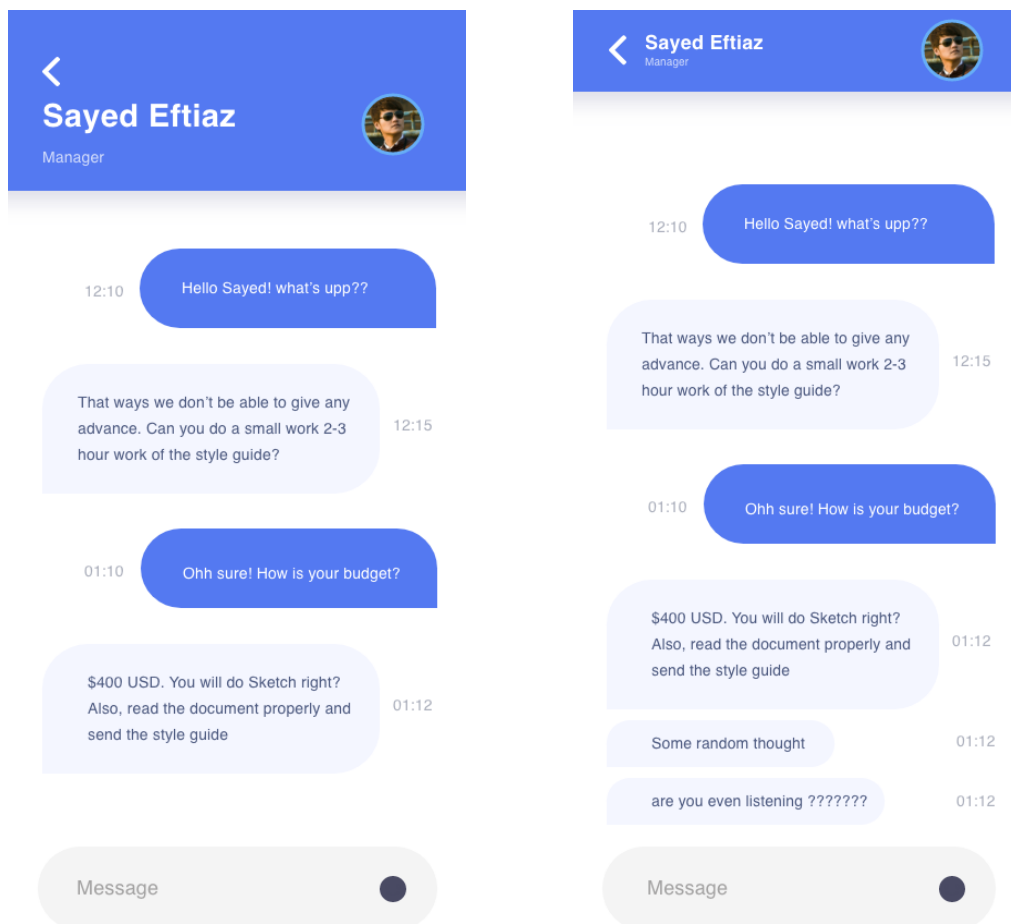 Sayed Eftiaz
Manager
12:10
Hello Sayed! what's upp??
That ways we don't be able to give any
advance. Can you do a small work 2-3
hour work of the style guide?
12:15
01:10
Ohh sure! How is your budget?
$400 USD. You will do Sketch right?
Also, read the document properly and
send the style guide
01:12
Message
Sayed Eftiaz
Manager
12:10
Hello Sayed! what's upp??
That ways we don't be able to give any
advance. Can you do a small work 2-3
hour work of the style guide?
12:15
01:10
Ohh sure! How is your budget?
$400 USD. You will do Sketch right?
Also, read the document properly and
send the style guide
01:12
Some random thought
01:12
are you even listening ???????
01:12
Message